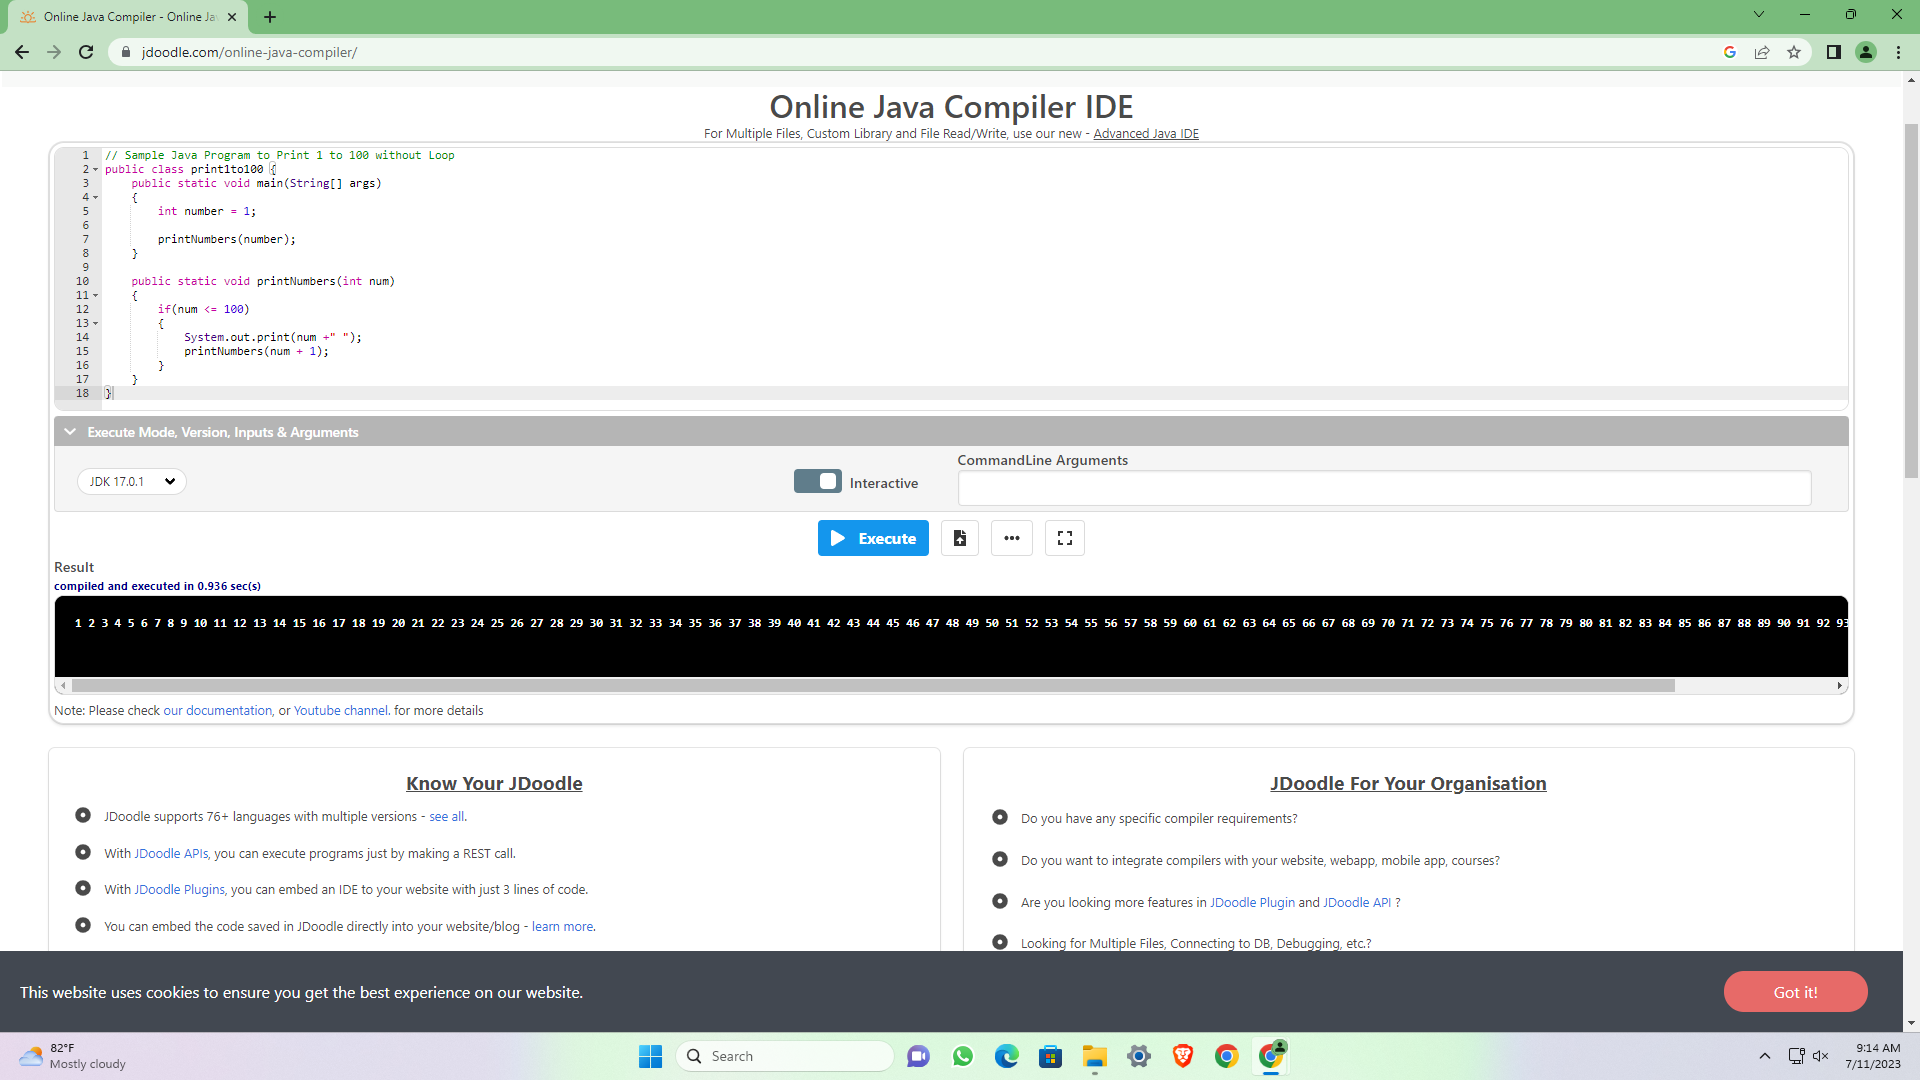 Online Java Compiler - Online Ja
jdoodle.com/online-java-compiler/
Online Java Compiler IDE
For Multiple Files, Custom Library and File Read/Write, use our new - Advanced Java IDE
1 // Sample Java Program to Print 1 to 100 without Loop
2 public class print1to100 {
3 public static void main(String[] args)
4 {
5 int number = 1;
6
7 printNumbers(number);
8 }
9
10 public static void printNumbers(int num)
11 {
12 if(num <= 100)
13 {
14 System.out.print(num +" ");
15 printNumbers(num + 1);
16 }
17 }
18 }
Execute Mode, Version, Inputs & Arguments
CommandLine Arguments
JDK 17.0.1
Interactive
Execute
Result
compiled and executed in 0.936 sec(s)
1 2 3 4 5 6 7 8 9 10 11 12 13 14 15 16 17 18 19 20 21 22 23 24 25 26 27 28 29 30 31 32 33 34 35 36 37 38 39 40 41 42 43 44 45 46 47 48 49 50 51 52 53 54 55 56 57 58 59 60 61 62 63 64 65 66 67 68 69 70 71 72 73 74 75 76 77 78 79 80 81 82 83 84 85 86 87 88 89 90 91 92 93
Note: Please check our documentation, or Youtube channel. for more details
Know Your JDoodle
JDoodle supports 76+ languages with multiple versions - see all.
With JDoodle APIs, you can execute programs just by making a REST call.
With JDoodle Plugins, you can embed an IDE to your website with just 3 lines of code.
You can embed the code saved in JDoodle directly into your website/blog - learn more.
JDoodle For Your Organisation
Do you have any specific compiler requirements?
Do you want to integrate compilers with your website, webapp, mobile app, courses?
Are you looking more features in JDoodle Plugin and JDoodle API ?
Looking for Multiple Files, Connecting to DB, Debugging, etc.?
This website uses cookies to ensure you get the best experience on our website.
Got it!
82°F
Mostly cloudy
Search
9:14 AM
7/11/2023